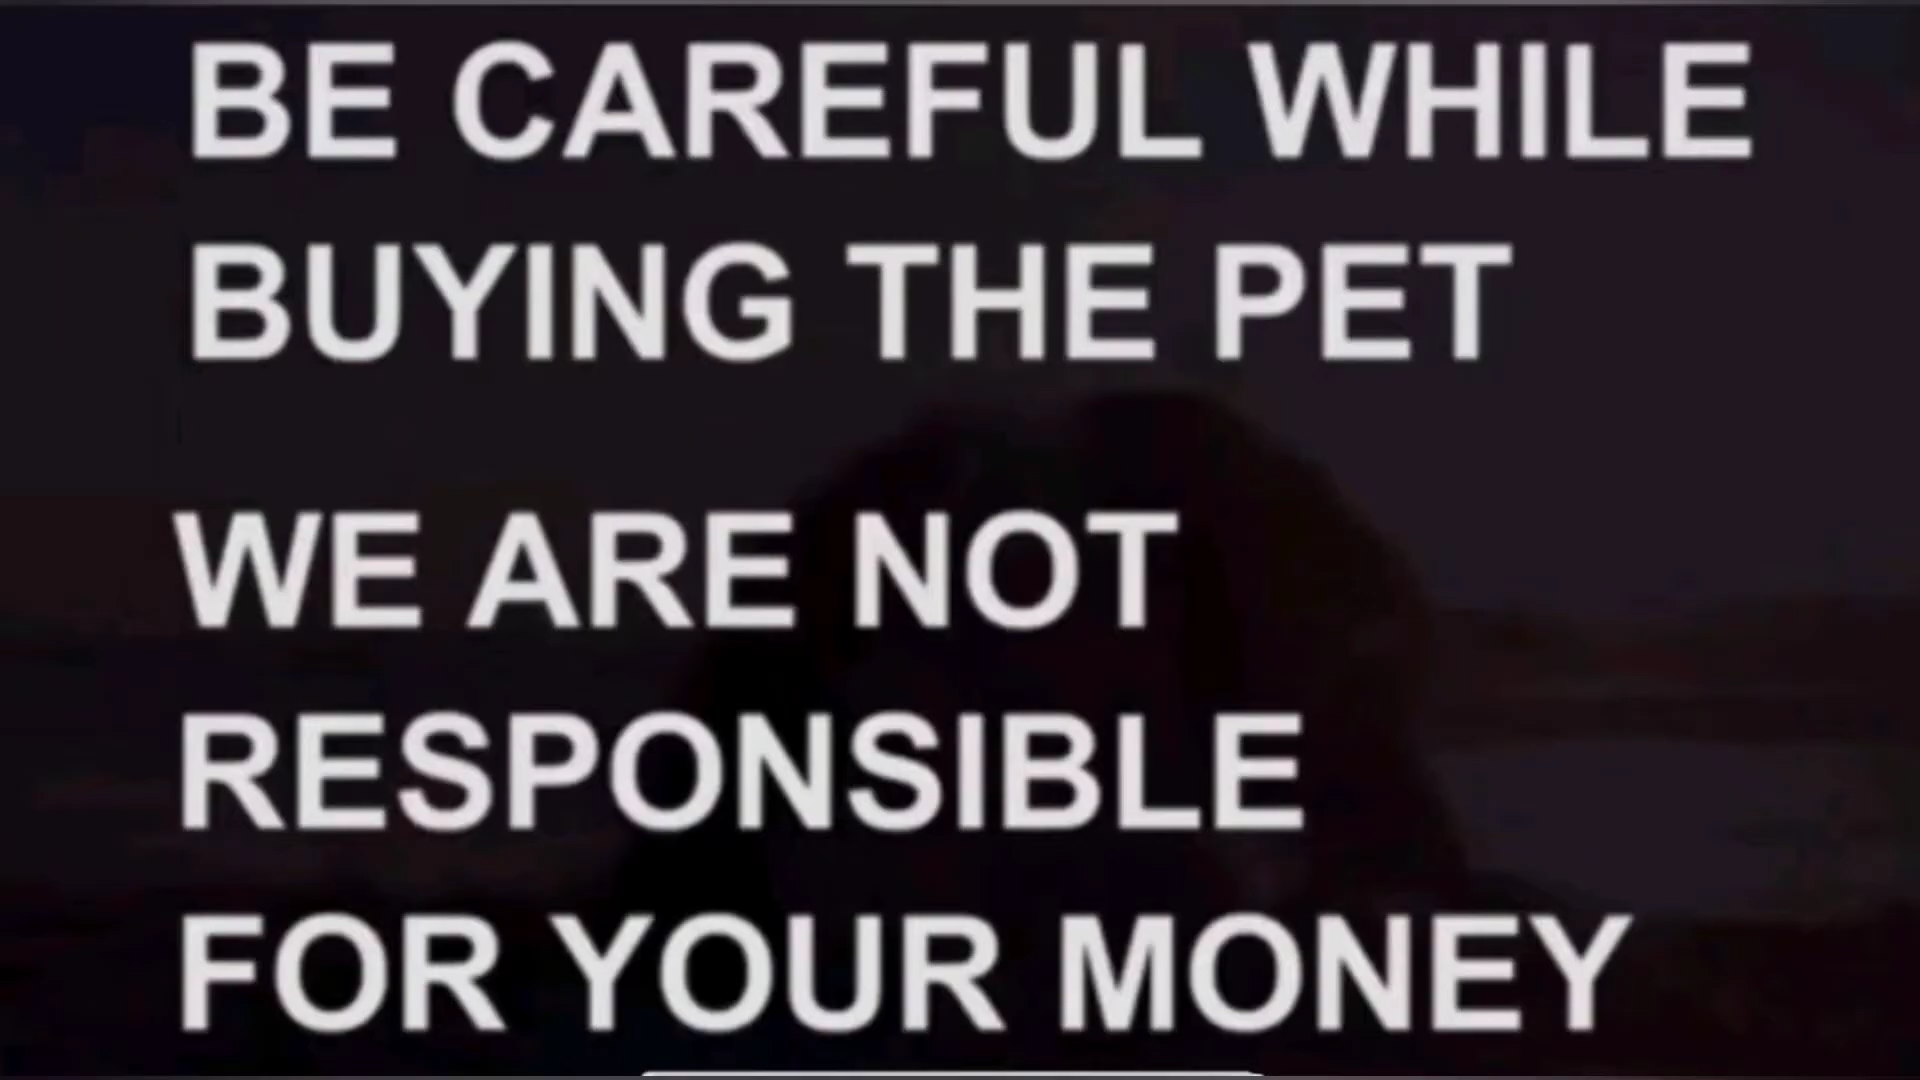 BE CAREFUL WHILE
BUYING THE PET
WE ARE NOT
RESPONSIBLE
FOR YOUR MONEY